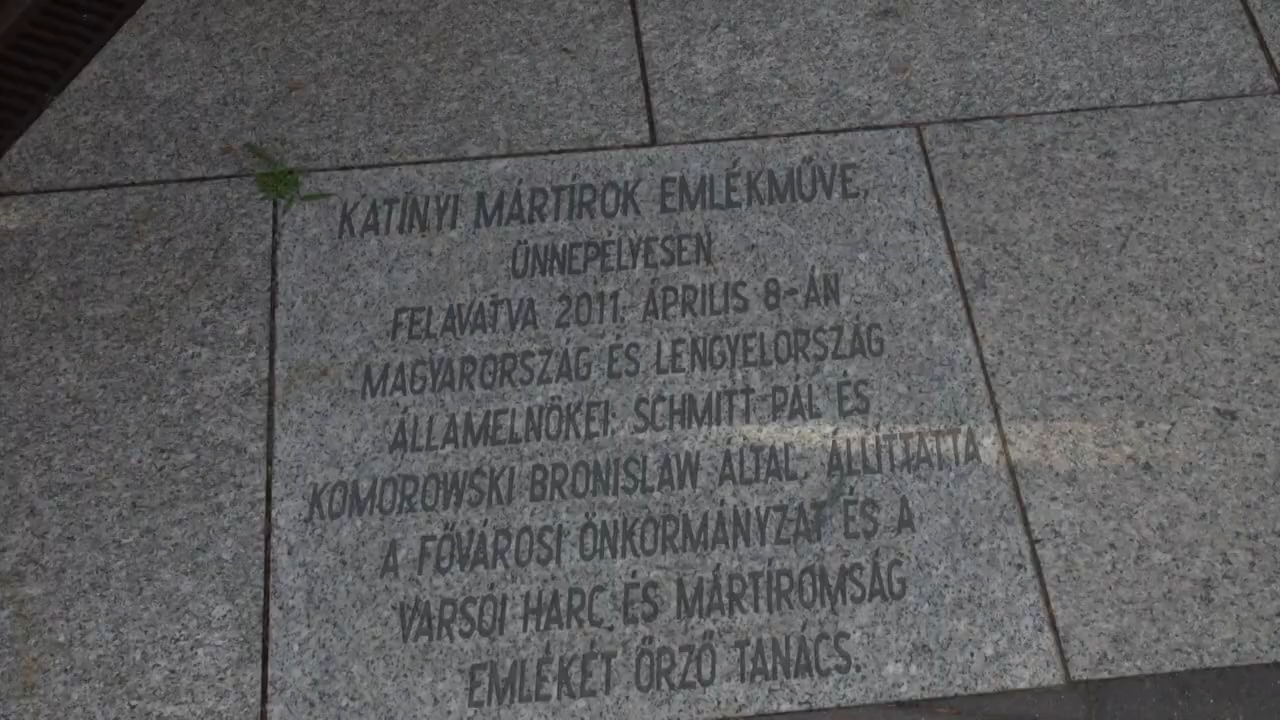 KATINYI MÁRTÍROK EMLÉKMŰVE,
ÜNNEPÉLYESEN
FELAVATVA 2011. ÁPRILIS 8-ÁN
MAGYARORSZÁG ÉS LENGYELORSZÁG
ÁLLAMELNÖKEI: SCHMITT PÁL ÉS
KOMOROWSKI BRONISLAW ÁLTAL. ÁLLÍTTATTA
A FŐVÁROSI ÖNKORMÁNYZAT ÉS A
VARSÓI HARC ÉS MÁRTÍROMSÁG
EMLÉKÉT ŐRZŐ TANÁCS.